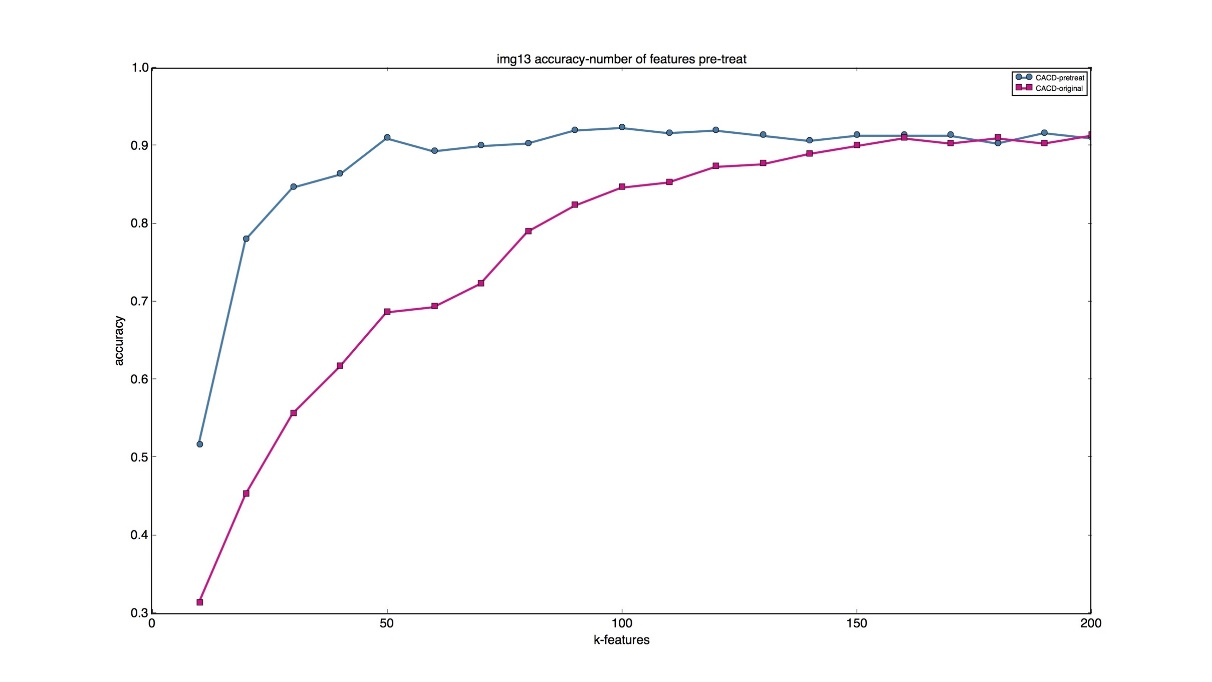 img13 accuracy-number of features pre-treat
CACD-pretreat
CACD-original
1.0
0.9
0.8
0.7
0.6
0.5
0.4
0.3
accuracy
0 50 100 150 200
k-features